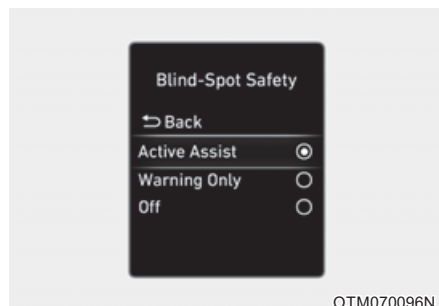 Blind-Spot Safety
Back
Active Assist
Warning Only
Off
OTM070096N